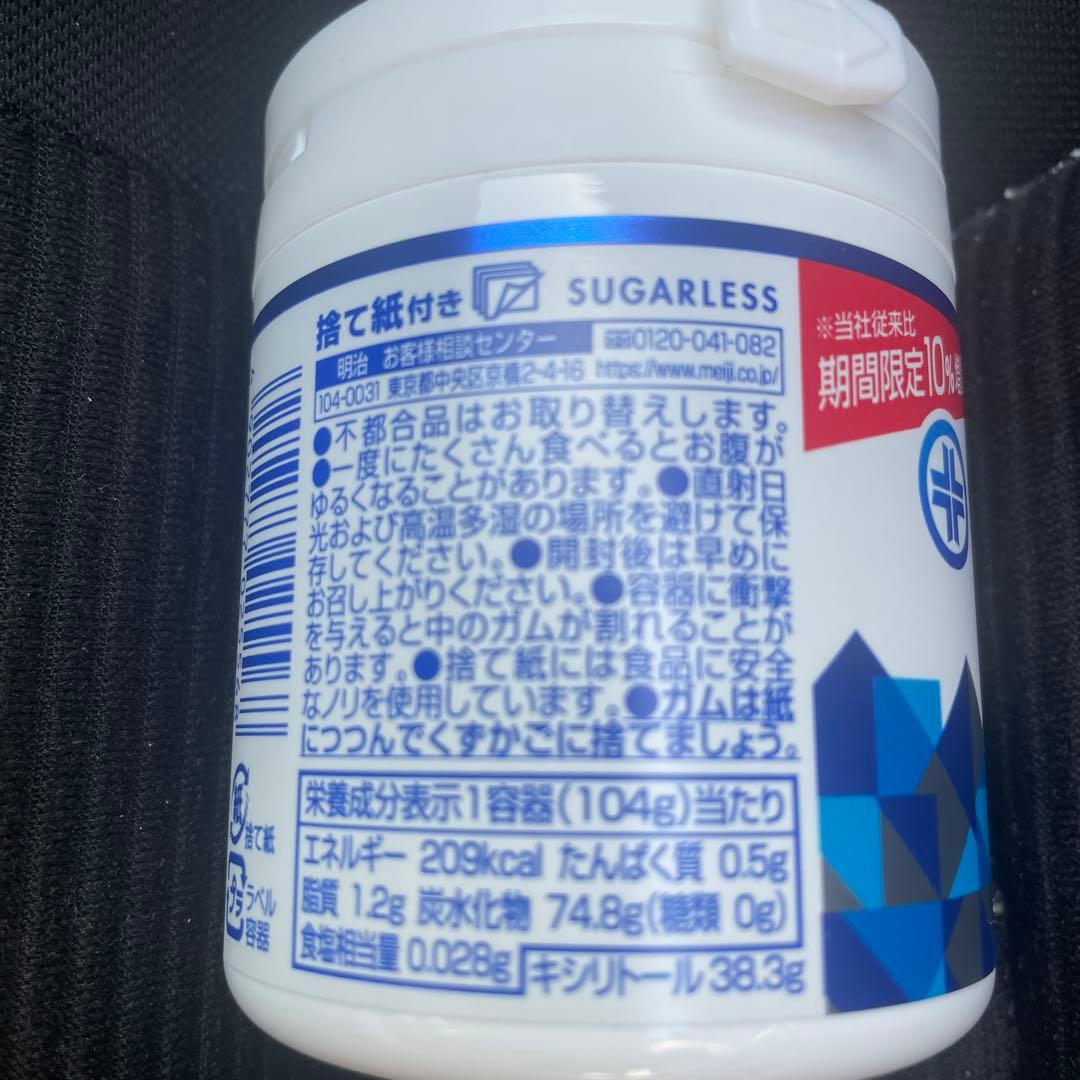 捨て紙付き SUGARLESS
明治 お客様相談センター 0120-041-082
104-0031 東京都中央区京橋2-4-16 https://www.meiji.co.jp/
●不都合品はお取り替えします。
●一度にたくさん食べるとお腹が
ゆるくなることがあります。●直射日
光および高温多湿の場所を避けて保
存してください。●開封後は早めに
お召し上がりください。●容器に衝撃
を与えると中のガムが割れることが
あります。●捨て紙には食品に安全
なノリを使用しています。●ガムは紙
につつんでくずかごに捨てましょう。
栄養成分表示1容器(104g)当たり
エネルギー 209kcal たんぱく質 0.5g
脂質 1.2g 炭水化物 74.8g(糖類 0g)
食塩相当量 0.028g キシリトール 38.3g
紙 捨て紙
プラ ラベル
容器
※当社従来比
期間限定10%